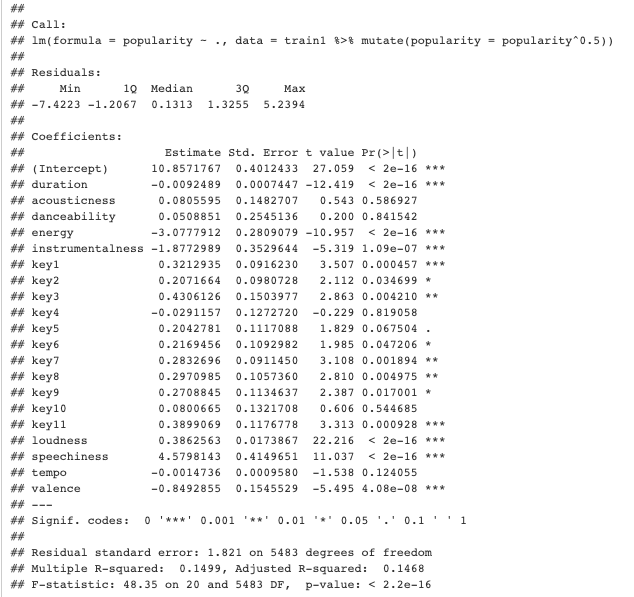 ##
## Call:
## lm(formula = popularity ~ ., data = train1 %>% mutate(popularity = popularity^0.5))
##
## Residuals:
##     Min      1Q  Median      3Q     Max
## -7.4223 -1.2067  0.1313  1.3255  5.2394
##
## Coefficients:
##                    Estimate Std. Error t value Pr(>|t|)
## (Intercept)      10.8571767  0.4012433  27.059  < 2e-16 ***
## duration         -0.0092489  0.0007447 -12.419  < 2e-16 ***
## acousticness      0.0805595  0.1482707   0.543 0.586927
## danceability      0.0508851  0.2545136   0.200 0.841542
## energy           -3.0777912  0.2809079 -10.957  < 2e-16 ***
## instrumentalness -1.8772989  0.3529644  -5.319 1.09e-07 ***
## key1              0.3212935  0.0916230   3.507 0.000457 ***
## key2              0.2071664  0.0980728   2.112 0.034699 *
## key3              0.4306126  0.1503977   2.863 0.004210 **
## key4             -0.0291157  0.1272720  -0.229 0.819058
## key5              0.2042781  0.1117088   1.829 0.067504 .
## key6              0.2169456  0.1092982   1.985 0.047206 *
## key7              0.2832696  0.0911450   3.108 0.001894 **
## key8              0.2970985  0.1057360   2.810 0.004975 **
## key9              0.2708845  0.1134637   2.387 0.017001 *
## key10             0.0800665  0.1321708   0.606 0.544685
## key11             0.3899069  0.1176778   3.313 0.000928 ***
## loudness          0.3862563  0.0173867  22.216  < 2e-16 ***
## speechiness       4.5798143  0.4149651  11.037  < 2e-16 ***
## tempo            -0.0014736  0.0009580  -1.538 0.124055
## valence          -0.8492855  0.1545529  -5.495 4.08e-08 ***
## ---
## Signif. codes:  0 '***' 0.001 '**' 0.01 '*' 0.05 '.' 0.1 ' ' 1
##
## Residual standard error: 1.821 on 5483 degrees of freedom
## Multiple R-squared:  0.1499, Adjusted R-squared:  0.1468
## F-statistic: 48.35 on 20 and 5483 DF,  p-value: < 2.2e-16